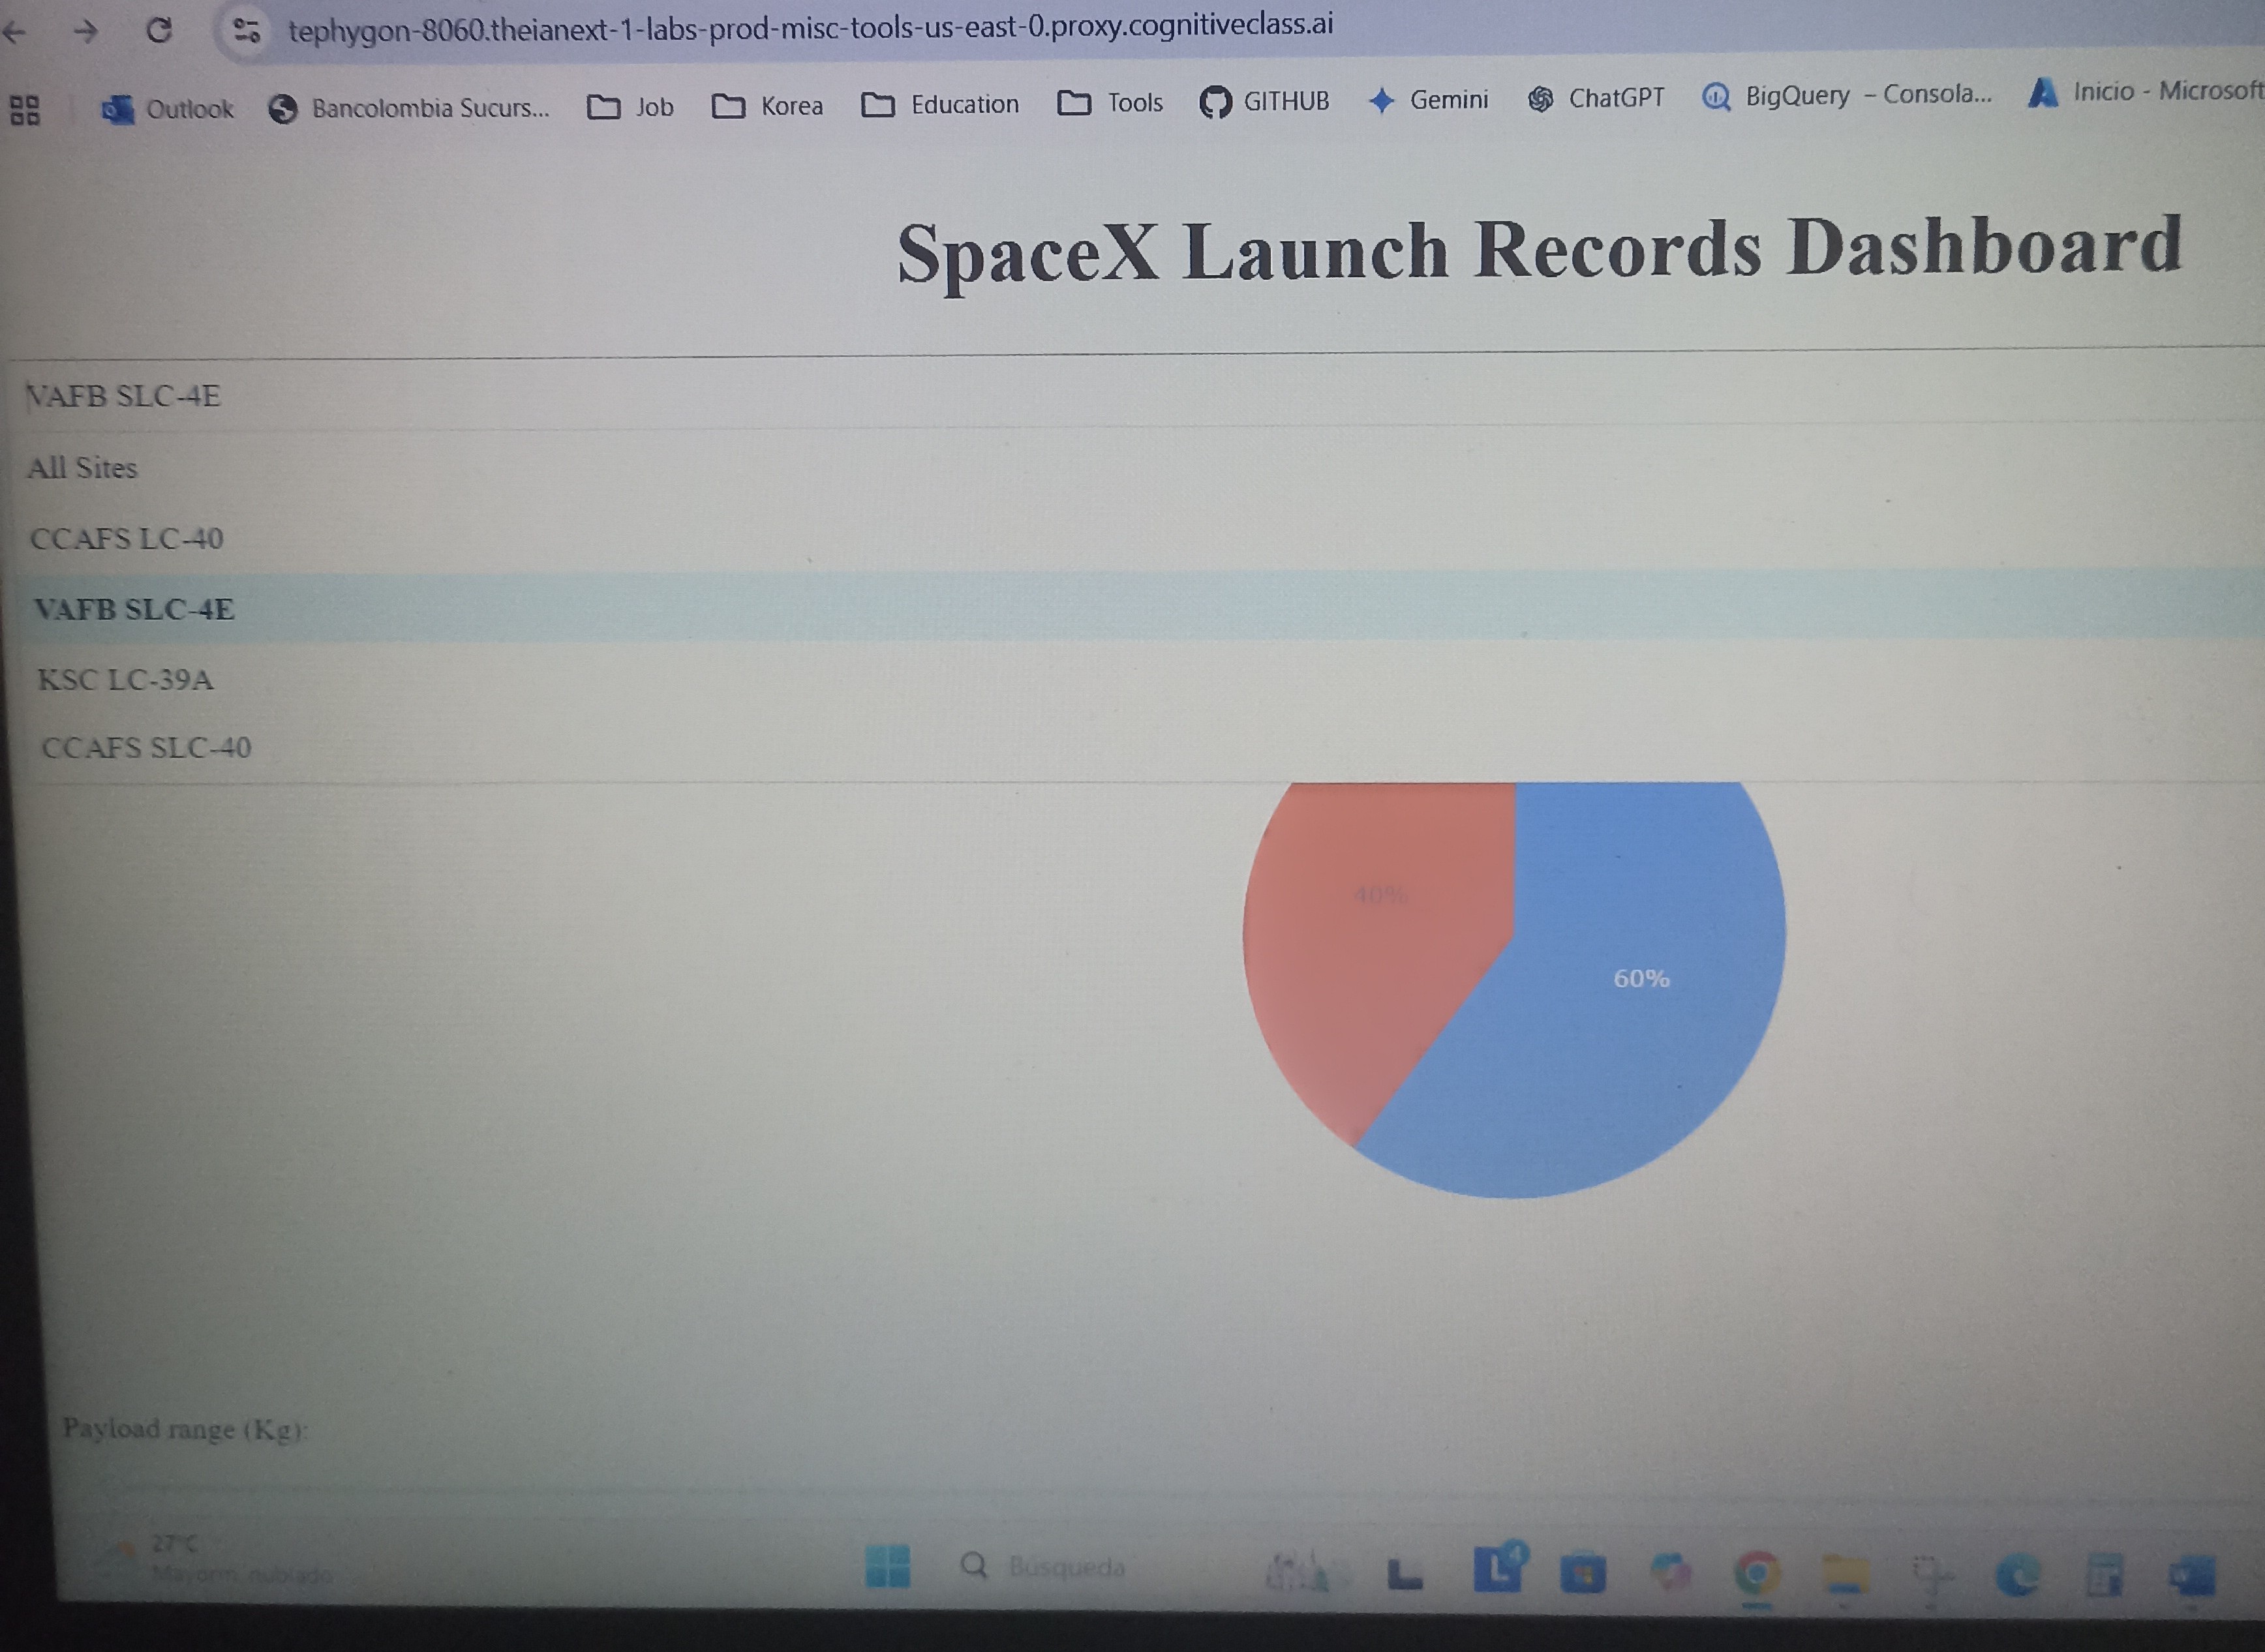 tephygon-8060.theianext-1-labs-prod-misc-tools-us-east-0.proxy.cognitiveclass.ai
Outlook Bancolombia Sucurs... Job Korea Education Tools GITHUB Gemini ChatGPT BigQuery – Consola... Inicio - Microsoft
SpaceX Launch Records Dashboard
VAFB SLC-4E
All Sites
CCAFS LC-40
VAFB SLC-4E
KSC LC-39A
CCAFS SLC-40
40%
60%
Payload range (Kg):
27°C
Mayorm. nublado
Búsqueda